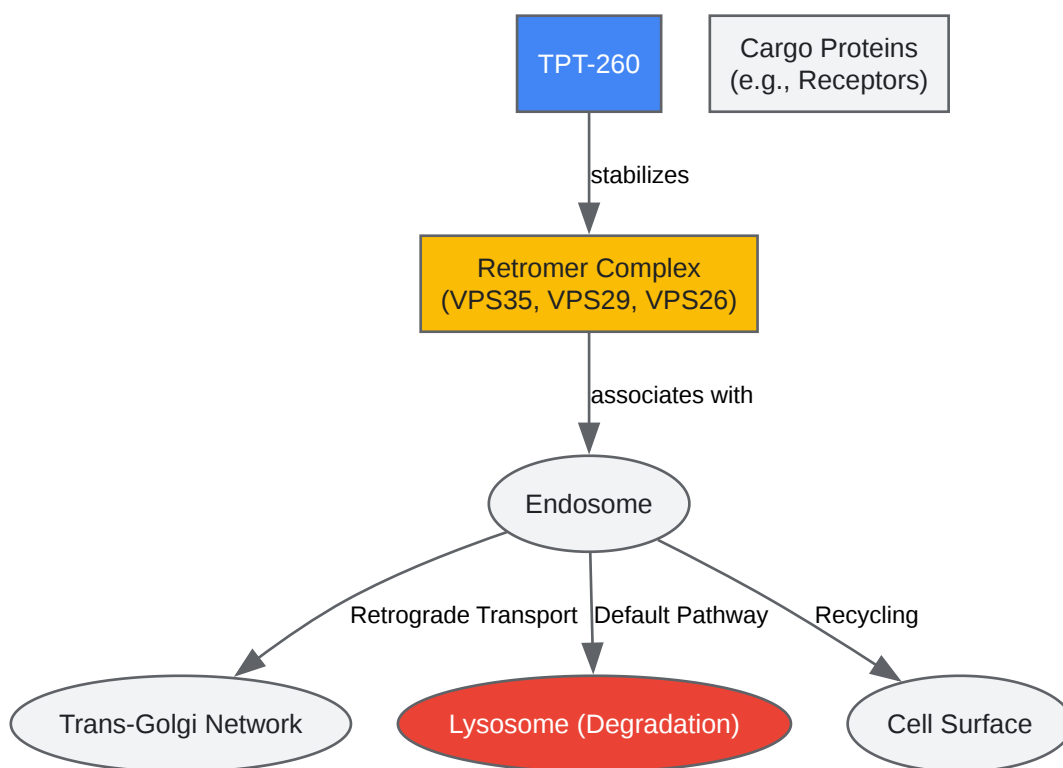 TPT-260
Cargo Proteins
(e.g., Receptors)
stabilizes
Retromer Complex
(VPS35, VPS29, VPS26)
associates with
Endosome
Retrograde Transport
Default Pathway
Recycling
Trans-Golgi Network
Lysosome (Degradation)
Cell Surface